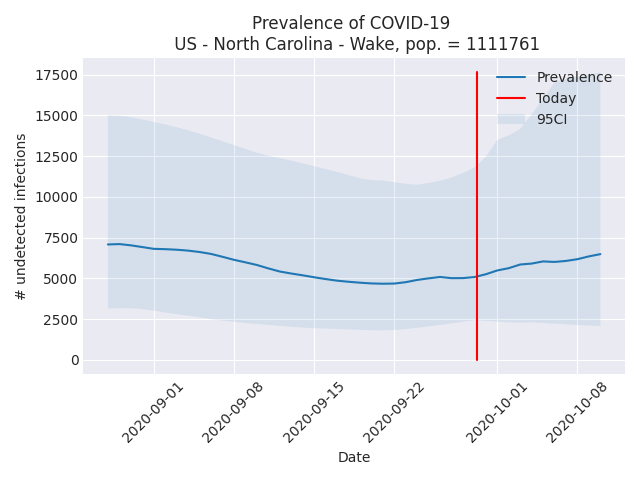 Prevalence of COVID-19
US - North Carolina - Wake, pop. = 1111761
17500
15000
12500
10000
7500
5000
2500
0
# undetected infections
Prevalence
Today
95CI
2020-09-01
2020-09-08
2020-09-15
2020-09-22
2020-10-01
2020-10-08
Date